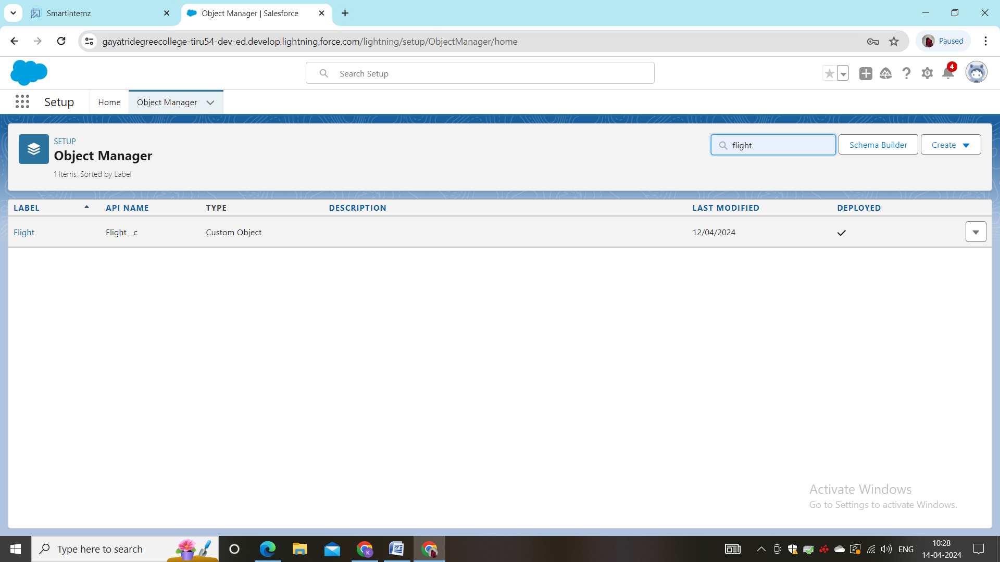 Smartinternz
Object Manager | Salesforce
gayatridegreecollege-tiru54-dev-ed.develop.lightning.force.com/lightning/setup/ObjectManager/home
Paused
Search Setup
4
Setup
Home
Object Manager
SETUP
Object Manager
1 Items, Sorted by Label
flight
Schema Builder
Create
LABEL API NAME TYPE DESCRIPTION LAST MODIFIED DEPLOYED
Flight Flight__c Custom Object 12/04/2024
Activate Windows
Go to Settings to activate Windows.
Type here to search
K
W
ENG
10:28
14-04-2024